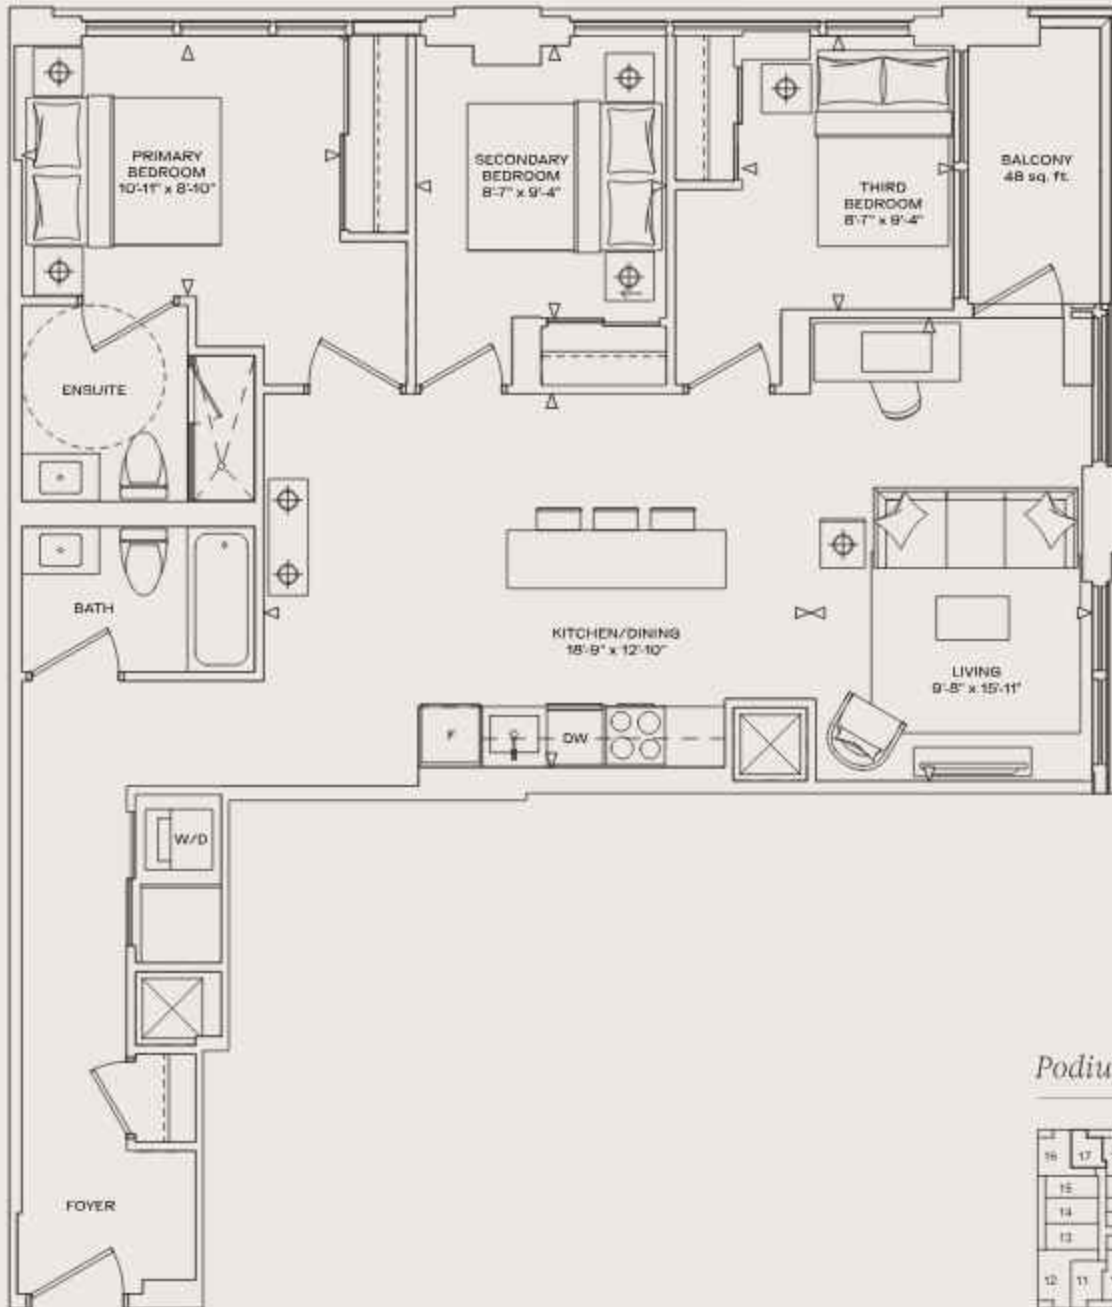 PRIMARY
BEDROOM
10'-11" x 8'-10"
SECONDARY
BEDROOM
8'-7" x 9'-4"
THIRD
BEDROOM
8'-7" x 9'-4"
BALCONY
48 sq. ft.
ENSUITE
BATH
KITCHEN/DINING
18'-9" x 12'-10"
LIVING
9'-8" x 15'-11"
F
DW
W/D
FOYER
Podiu
16 17
15
14
13
12 11